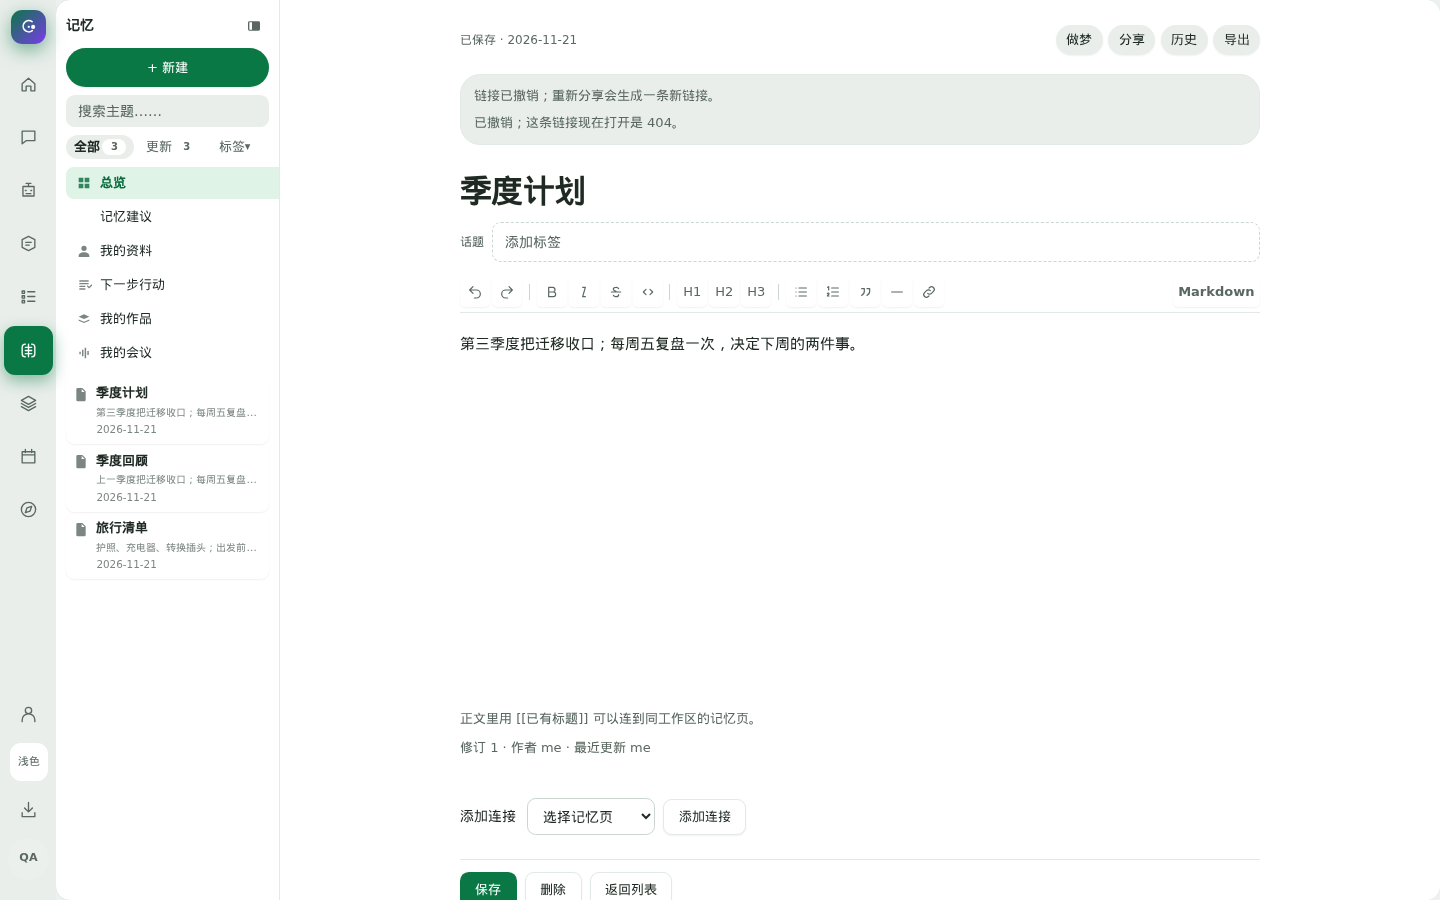 记忆
+ 新建
搜索主题......
全部 3 更新 3 标签▾
总览
记忆建议
我的资料
下一步行动
我的作品
我的会议
季度计划
第三季度把迁移收口；每周五复盘...
2026-11-21
季度回顾
上一季度把迁移收口；每周五复盘...
2026-11-21
旅行清单
护照、充电器、转换插头；出发前...
2026-11-21
浅色
QA
已保存 · 2026-11-21
做梦 分享 历史 导出
链接已撤销；重新分享会生成一条新链接。
已撤销；这条链接现在打开是 404。
季度计划
话题 添加标签
H1 H2 H3 Markdown
第三季度把迁移收口；每周五复盘一次，决定下周的两件事。
正文里用 [[已有标题]] 可以连到同工作区的记忆页。
修订 1 · 作者 me · 最近更新 me
添加连接 选择记忆页 添加连接
保存 删除 返回列表